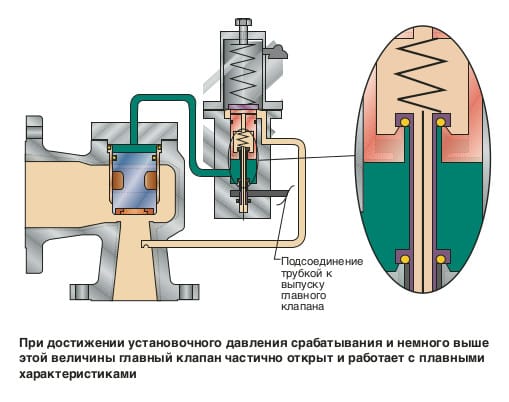 Подсоединение
трубкой к
выпуску
главного
клапана
При достижении установочного давления срабатывания и немного выше
этой величины главный клапан частично открыт и работает с плавными
характеристиками